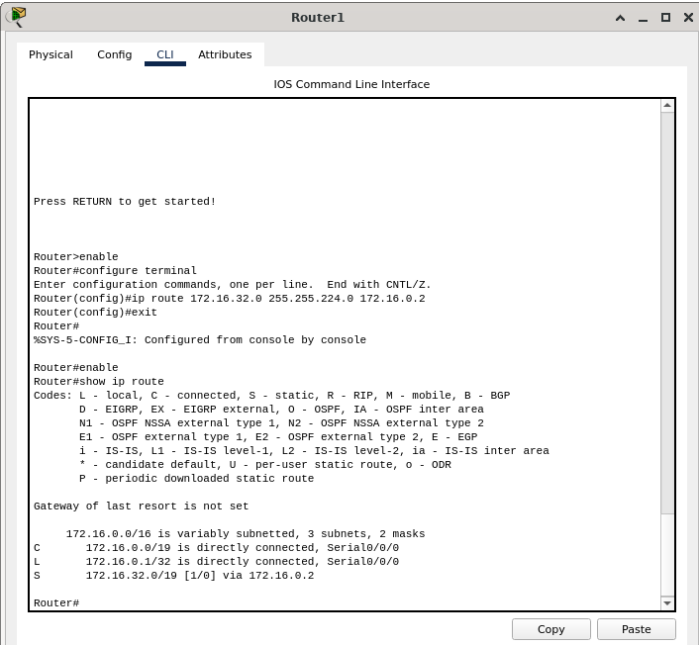 Router1
Physical Config CLI Attributes
IOS Command Line Interface
Press RETURN to get started!
Router>enable
Router#configure terminal
Enter configuration commands, one per line.  End with CNTL/Z.
Router(config)#ip route 172.16.32.0 255.255.224.0 172.16.0.2
Router(config)#exit
Router#
%SYS-5-CONFIG_I: Configured from console by console
Router#enable
Router#show ip route
Codes: L - local, C - connected, S - static, R - RIP, M - mobile, B - BGP
       D - EIGRP, EX - EIGRP external, O - OSPF, IA - OSPF inter area
       N1 - OSPF NSSA external type 1, N2 - OSPF NSSA external type 2
       E1 - OSPF external type 1, E2 - OSPF external type 2, E - EGP
       i - IS-IS, L1 - IS-IS level-1, L2 - IS-IS level-2, ia - IS-IS inter area
       * - candidate default, U - per-user static route, o - ODR
       P - periodic downloaded static route
Gateway of last resort is not set
     172.16.0.0/16 is variably subnetted, 3 subnets, 2 masks
C       172.16.0.0/19 is directly connected, Serial0/0/0
L       172.16.0.1/32 is directly connected, Serial0/0/0
S       172.16.32.0/19 [1/0] via 172.16.0.2
Router#
Copy Paste